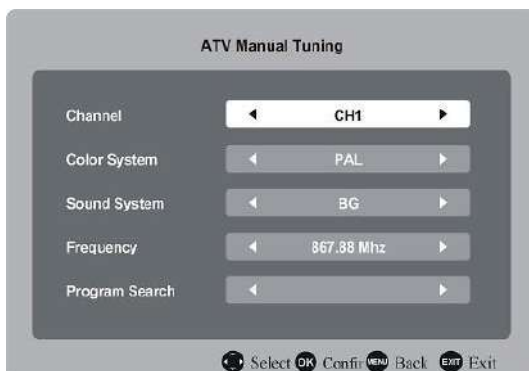 ATV Manual Tuning
Channel CH1
Color System PAL
Sound System BG
Frequency 867.88 Mhz
Program Search
Select OK Confir MENU Back EXIT Exit